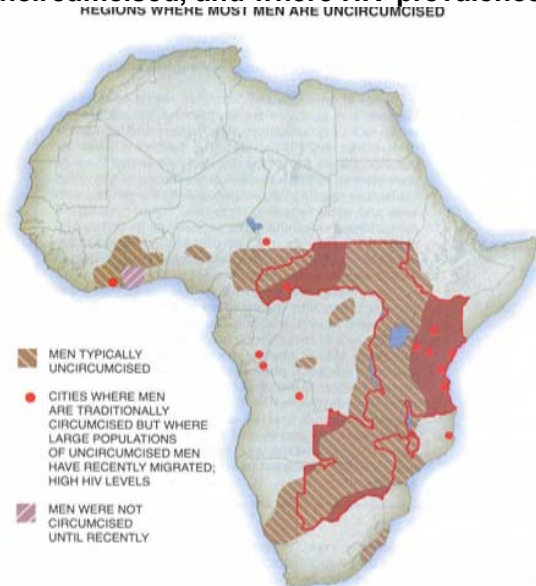 REGIONS WHERE MOST MEN ARE UNCIRCUMCISED
MEN TYPICALLY
UNCIRCUMCISED
CITIES WHERE MEN
ARE TRADITIONALLY
CIRCUMCISED BUT WHERE
LARGE POPULATIONS
OF UNCIRCUMCISED MEN
HAVE RECENTLY MIGRATED;
HIGH HIV LEVELS
MEN WERE NOT
CIRCUMCISED
UNTIL RECENTLY